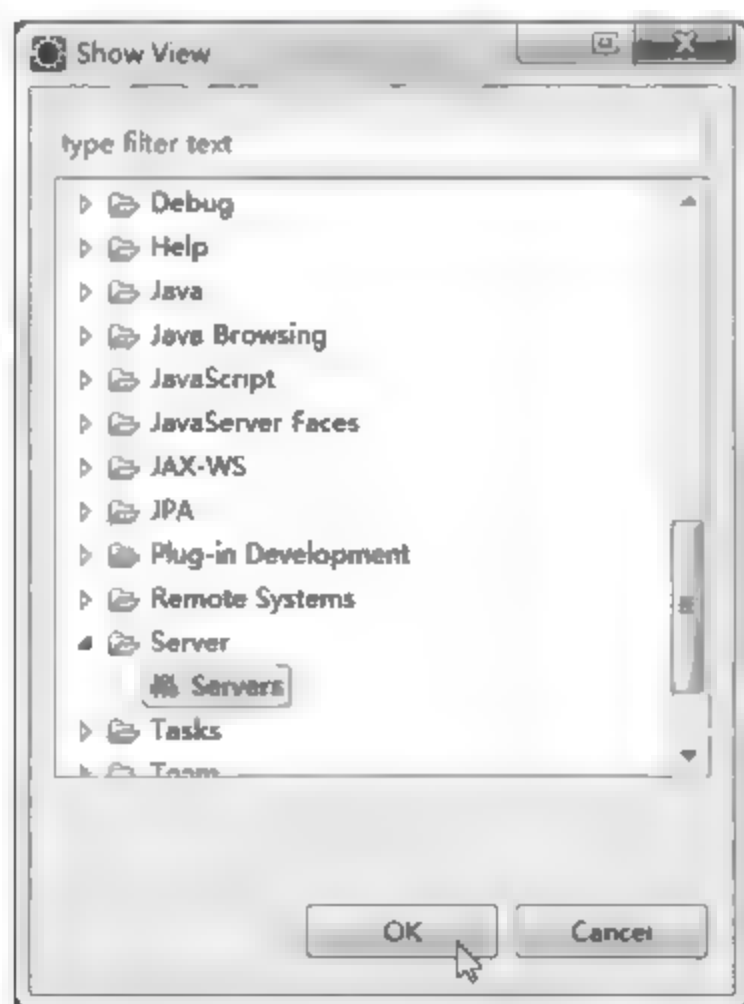 Show View
type filter text
Debug
Help
Java
Java Browsing
JavaScript
JavaServer Faces
JAX-WS
JPA
Plug-in Development
Remote Systems
Server
Servers
Tasks
Team
OK
Cancel